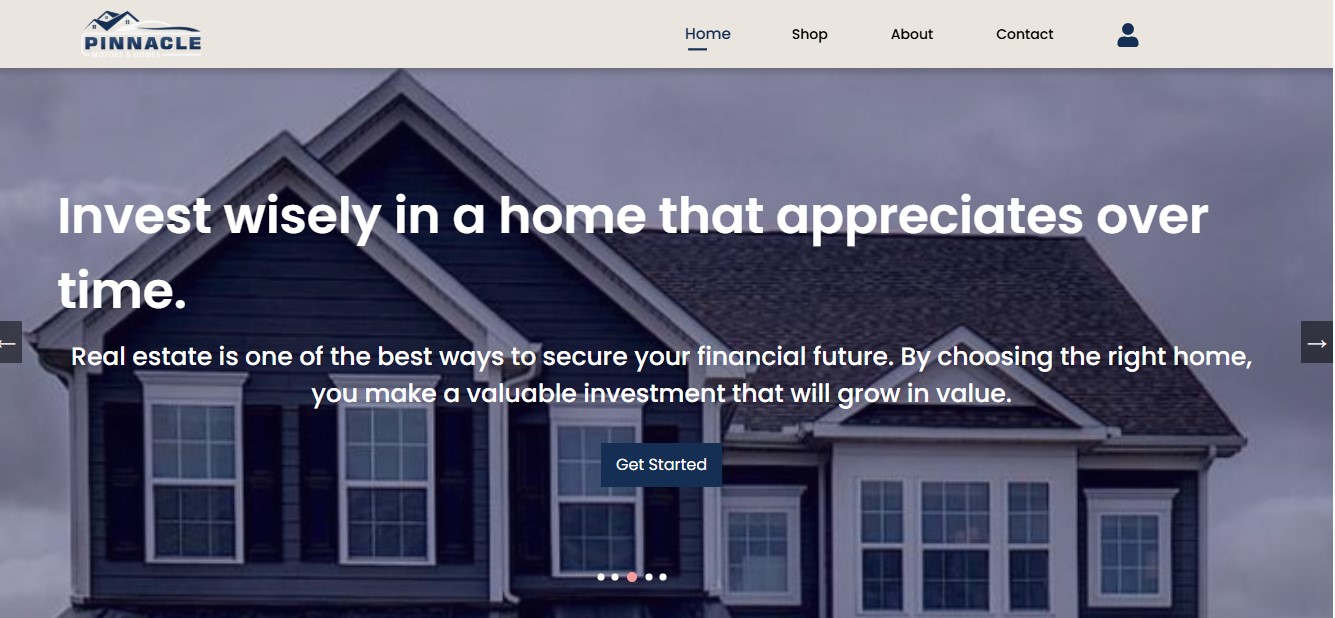 PINNACLE
MOTORS & HOMES
Home
Shop
About
Contact
Invest wisely in a home that appreciates over
time.
←
→
Real estate is one of the best ways to secure your financial future. By choosing the right home,
you make a valuable investment that will grow in value.
Get Started